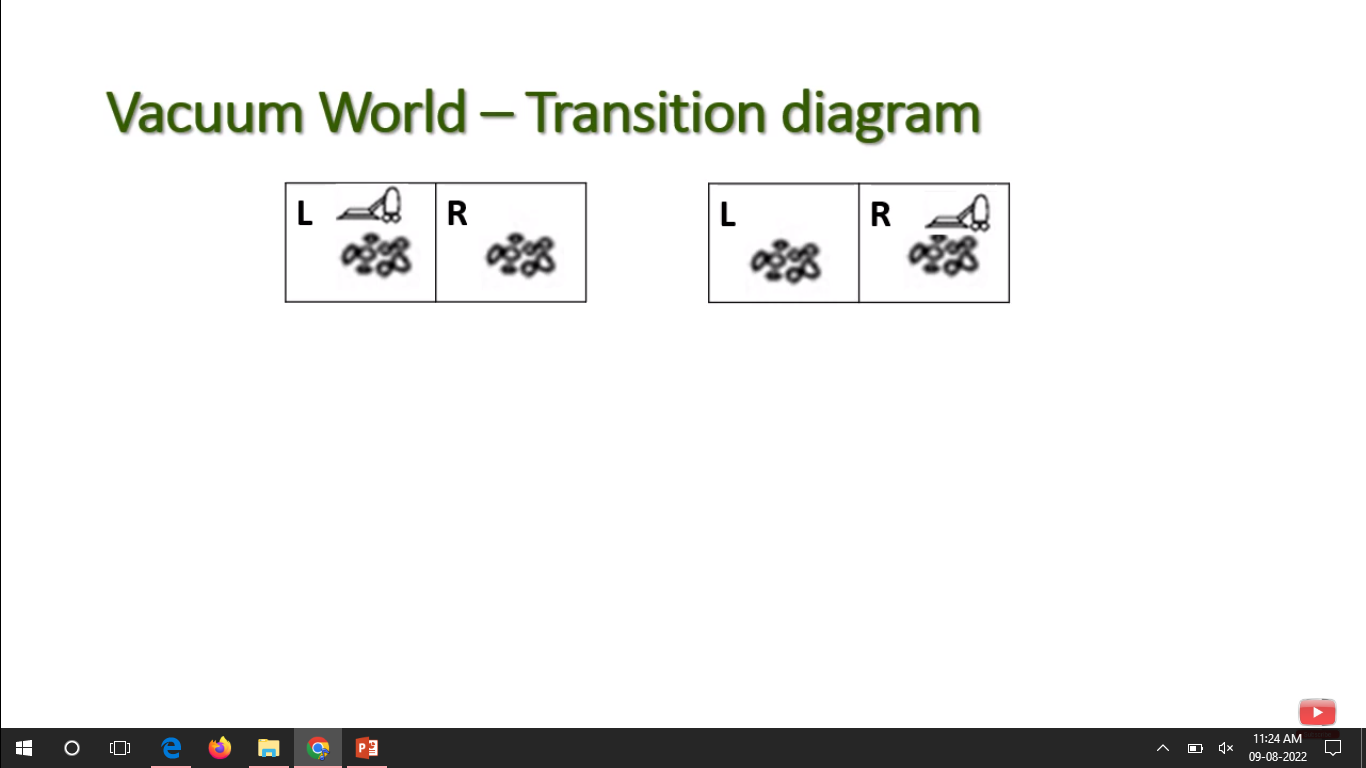 Vacuum World – Transition diagram
L R L R
11:24 AM
09-08-2022